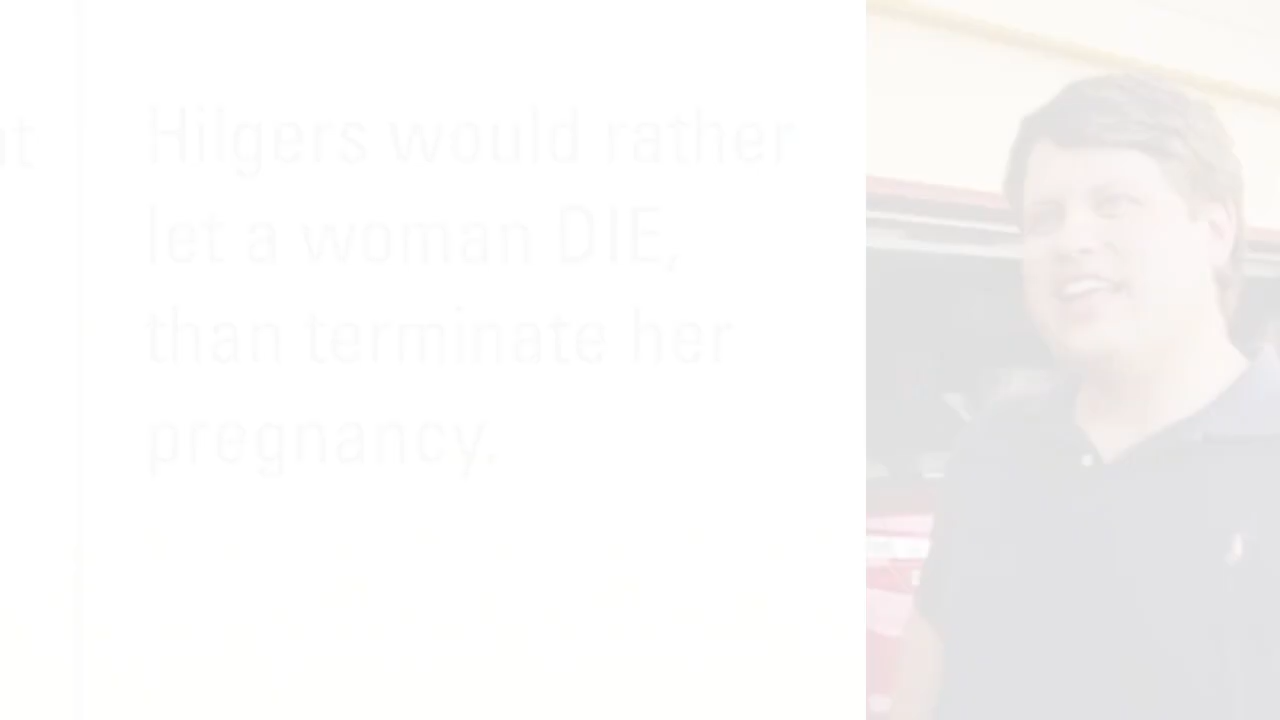 Hilgers would rather
let a woman DIE,
than terminate her
pregnancy.